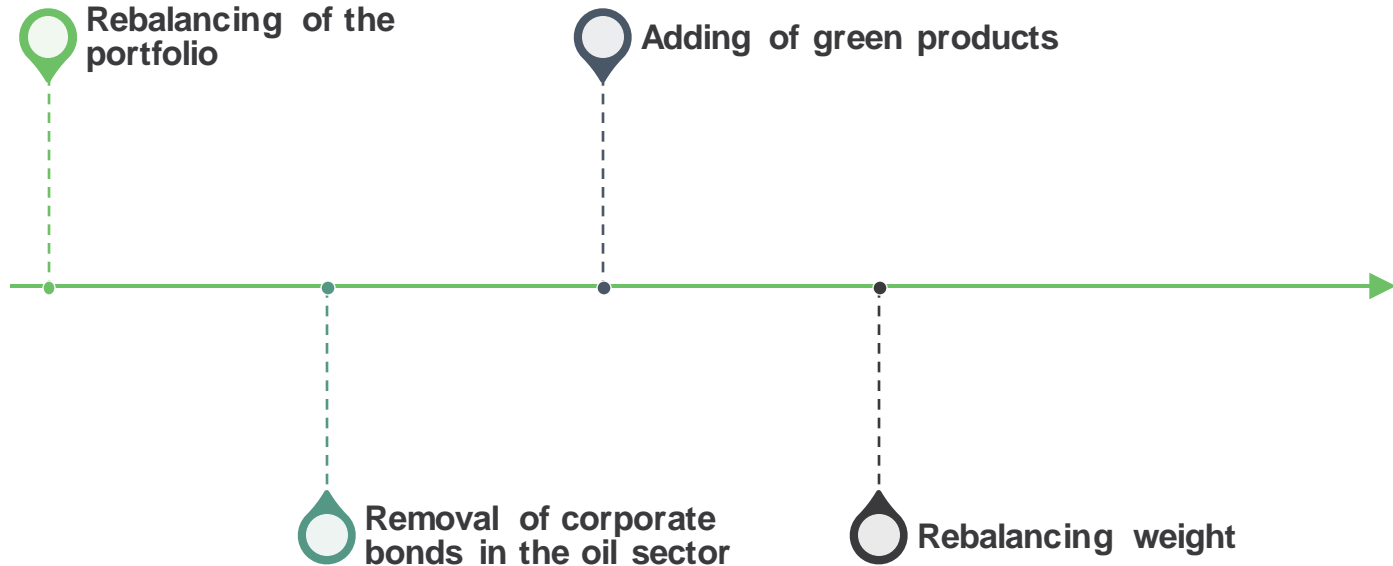 Rebalancing of the
portfolio
Adding of green products
Removal of corporate
bonds in the oil sector
Rebalancing weight